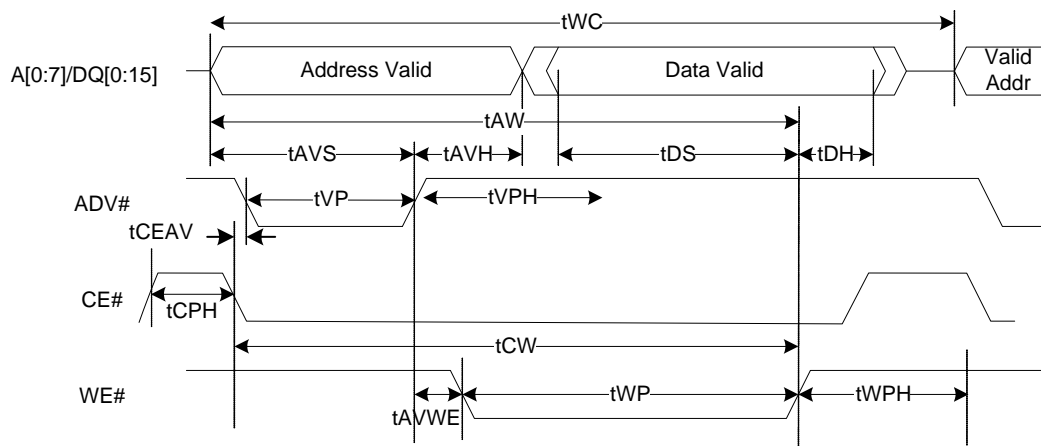 tWC
A[0:7]/DQ[0:15]
Address Valid
Data Valid
Valid
Addr
tAW
tAVS
tAVH
tDS
tDH
ADV#
tVP
tVPH
tCEAV
CE#
tCPH
tCW
WE#
tAVWE
tWP
tWPH